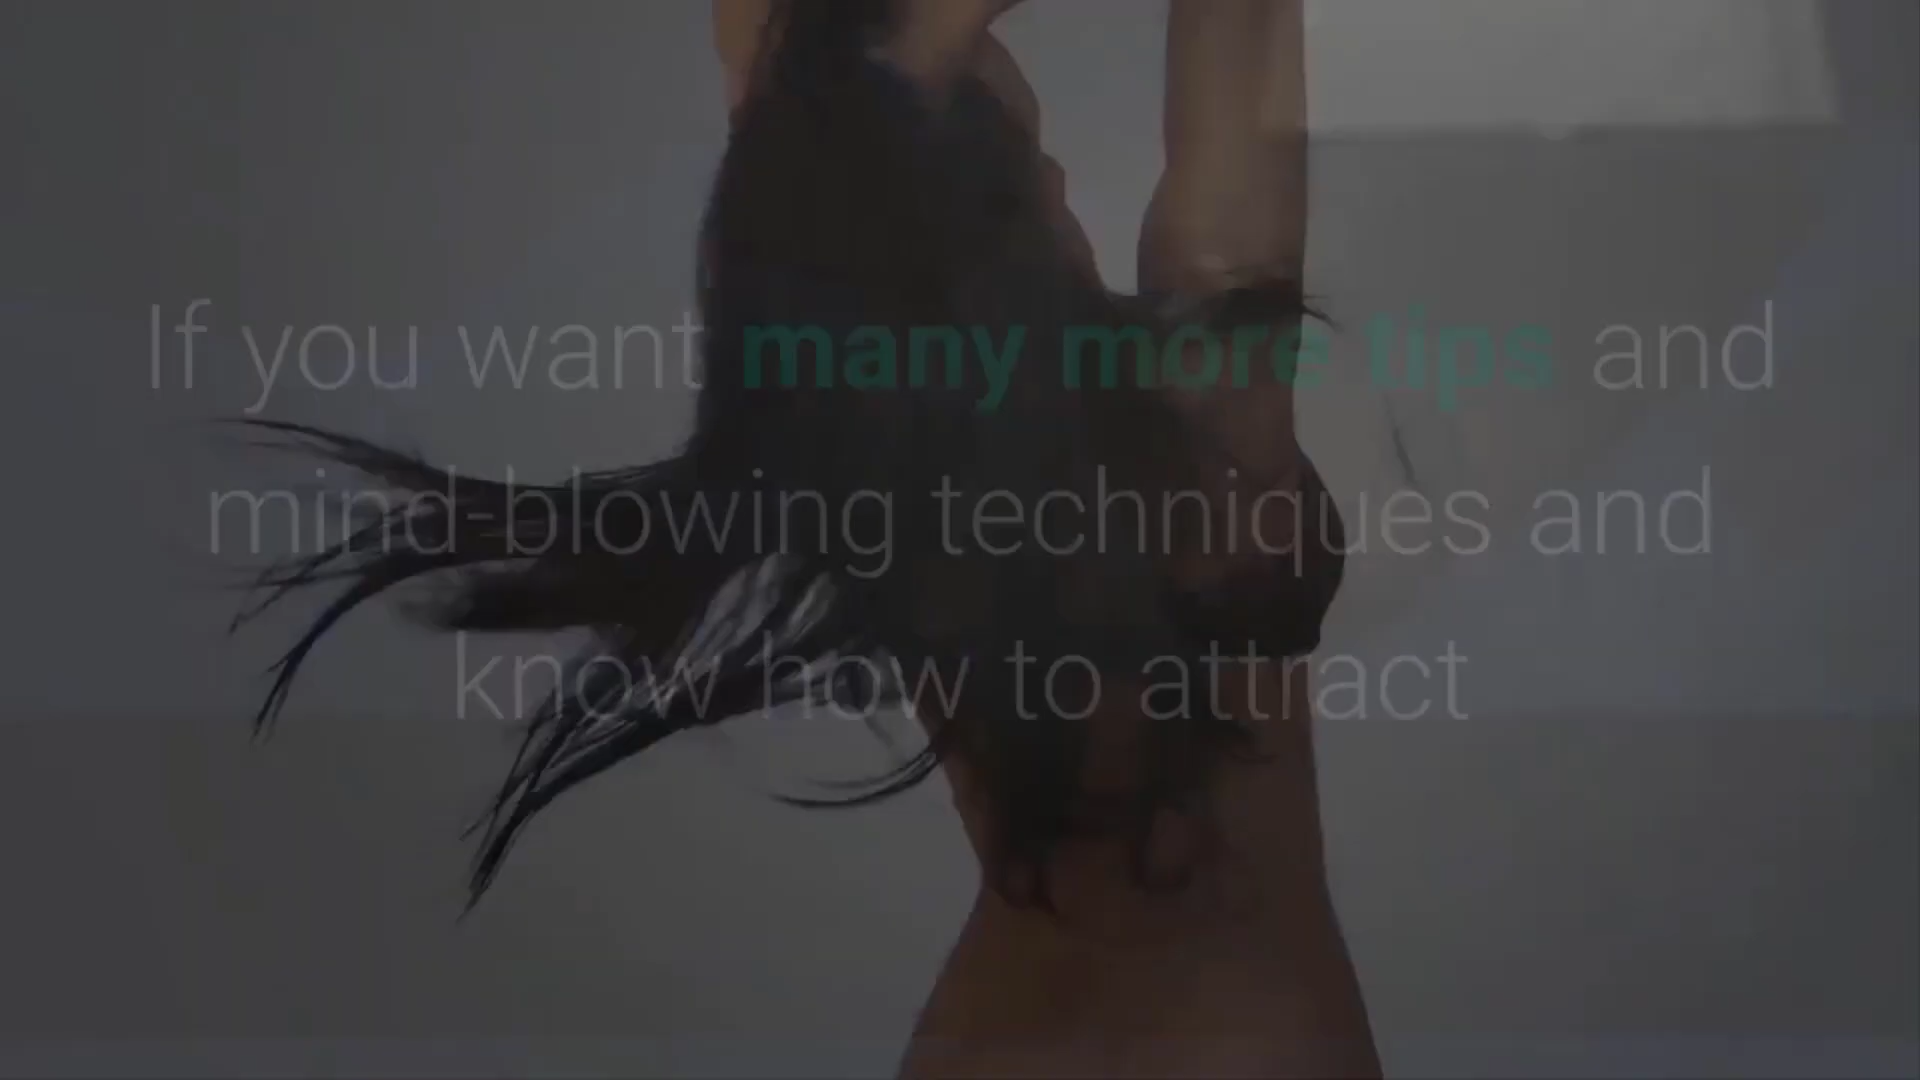 If you want many more tips and
mind-blowing techniques and
know how to attract